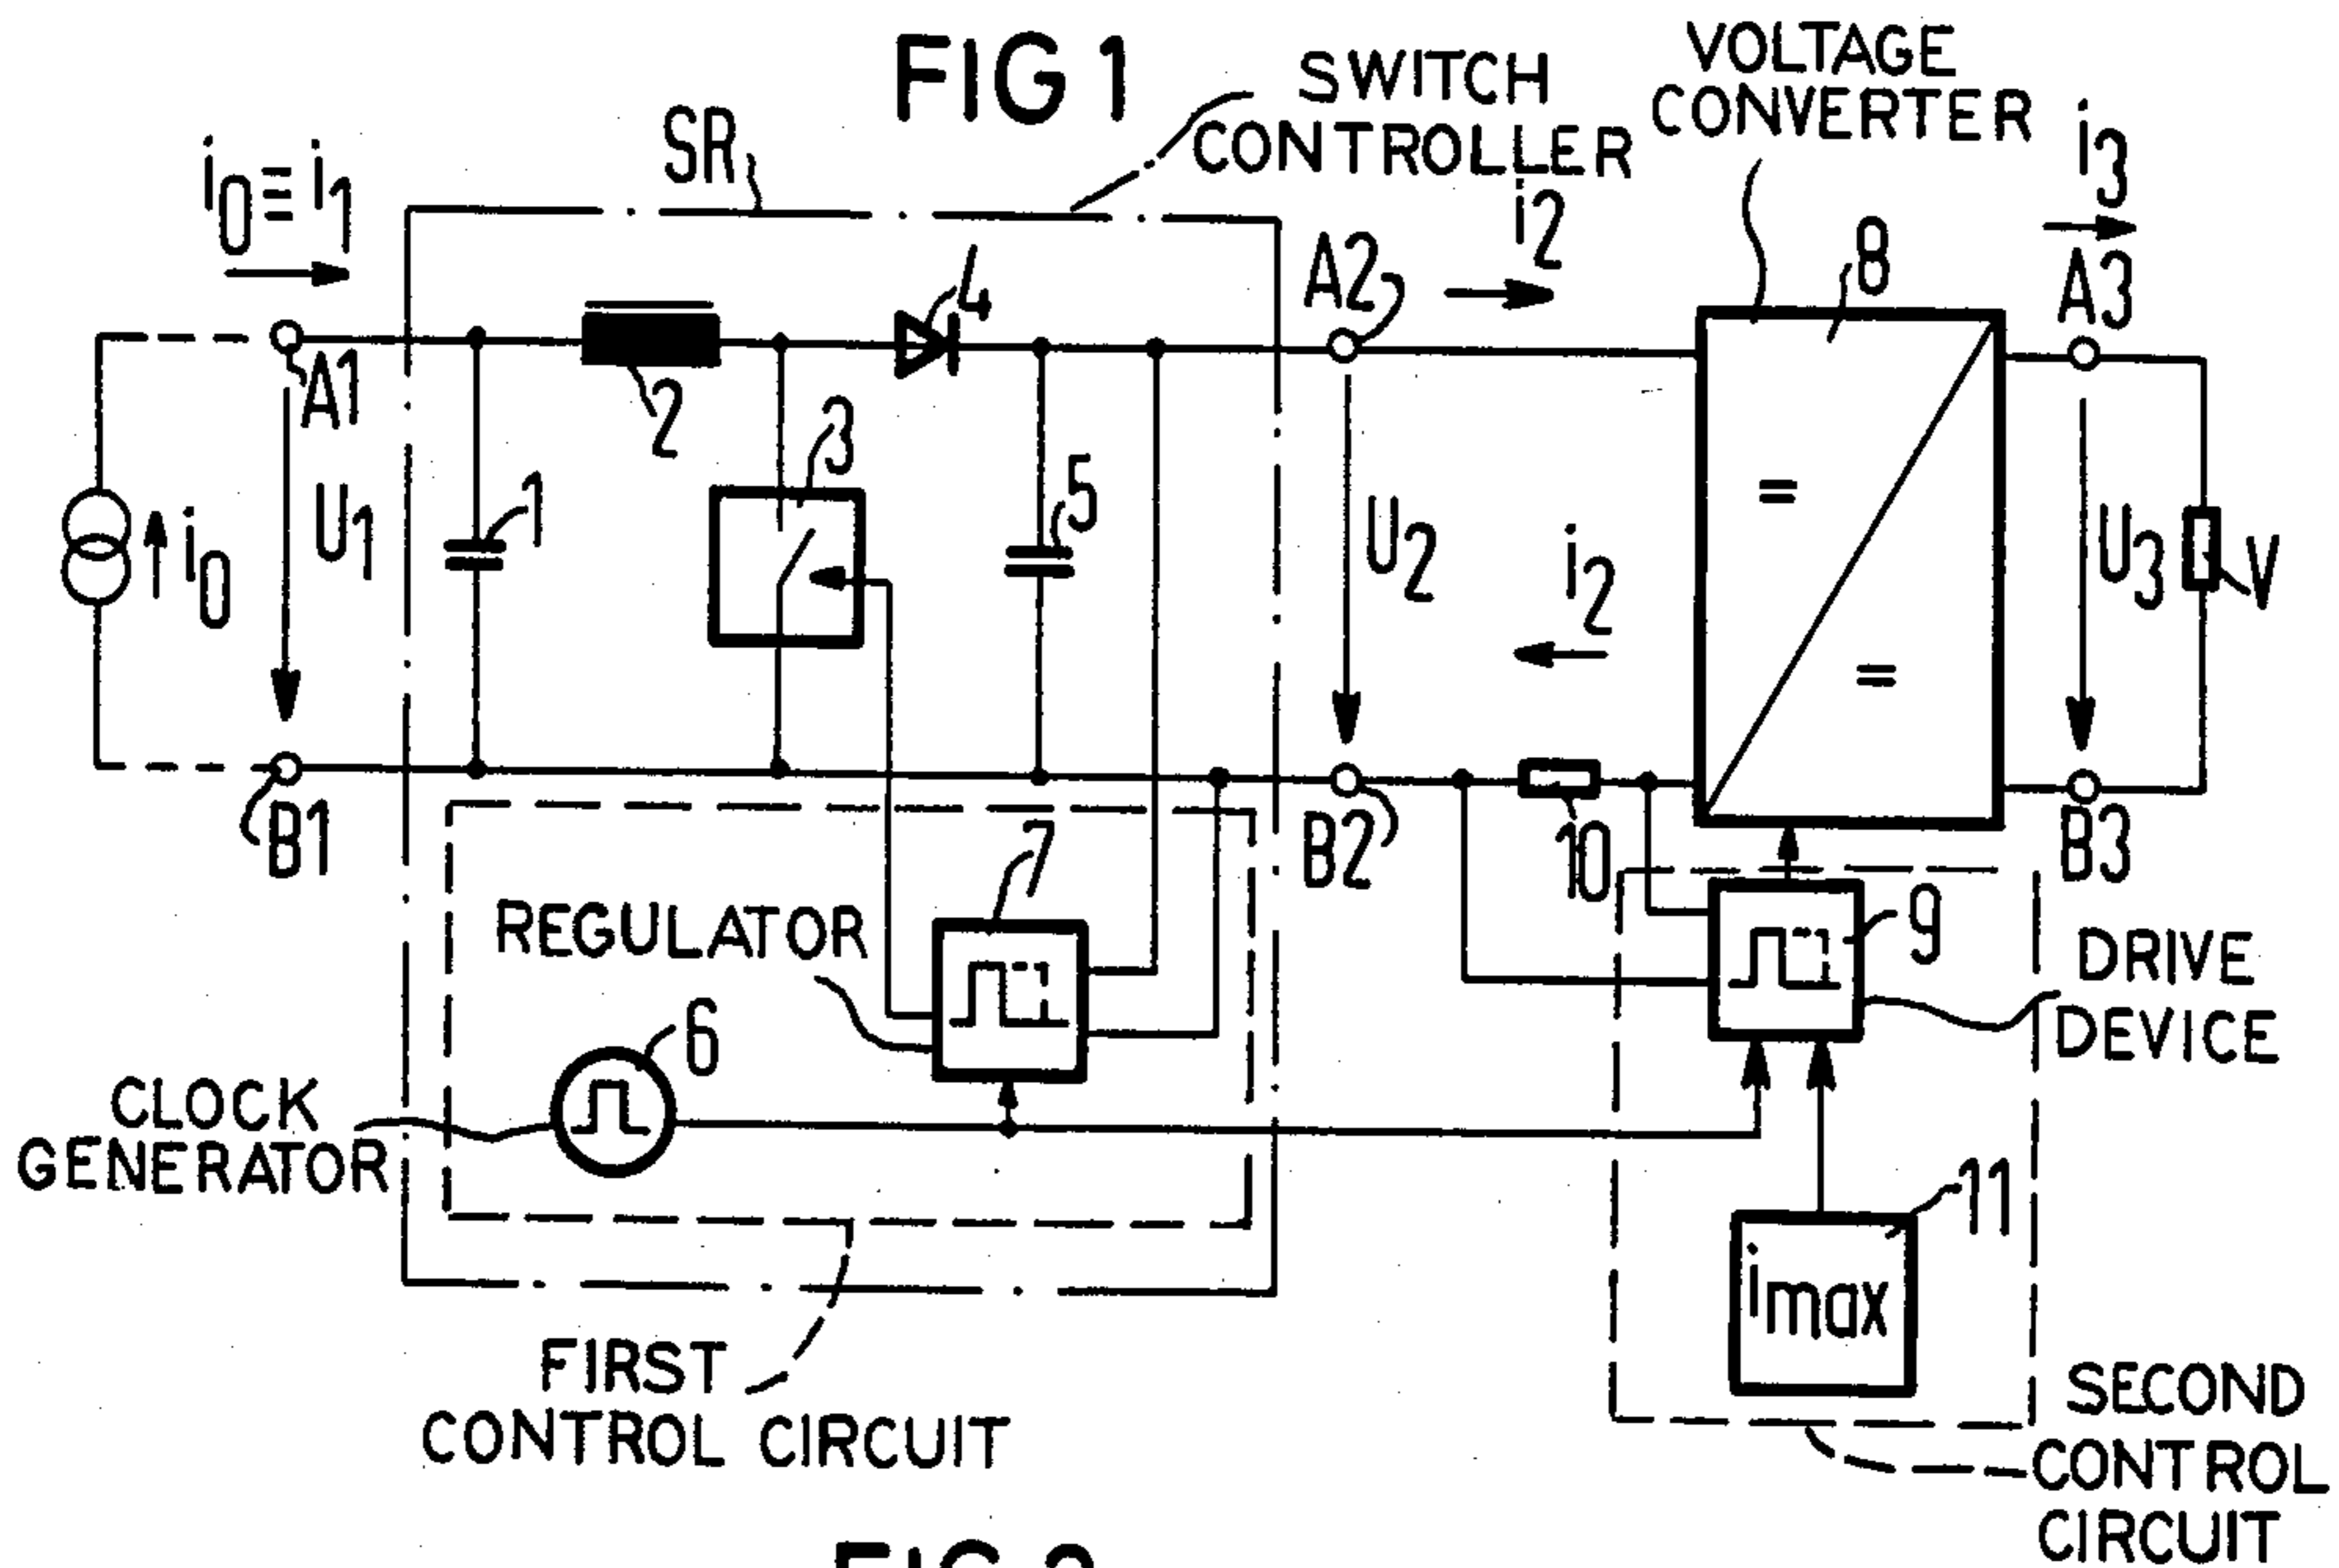 FIG 1
SWITCH
CONTROLLER
VOLTAGE
CONVERTER
SR
i0≡i1
i2
i3
A2
8
A3
4
A1
2
3
1
5
U1
i0
U2
i2
U3
V
B1
7
B2
10
B3
REGULATOR
9
DRIVE
DEVICE
6
CLOCK
GENERATOR
11
imax
FIRST
CONTROL CIRCUIT
SECOND
CONTROL
CIRCUIT